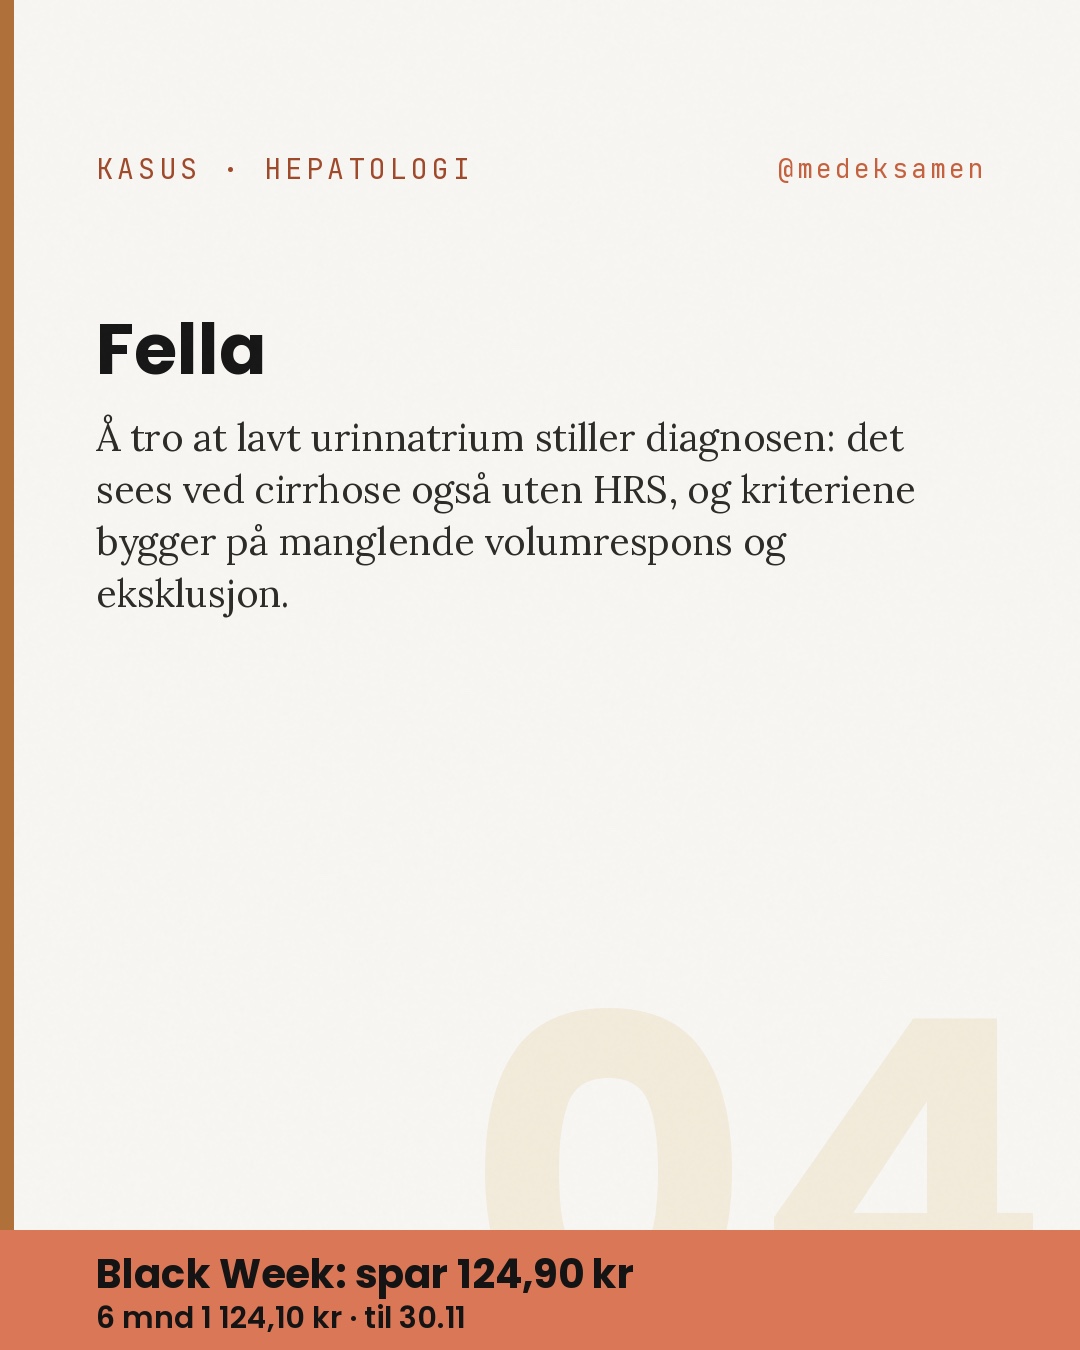 KASUS · HEPATOLOGI
@medeksamen
Fella
Å tro at lavt urinnatrium stiller diagnosen: det
sees ved cirrhose også uten HRS, og kriteriene
bygger på manglende volumrespons og
eksklusjon.
04
Black Week: spar 124,90 kr
6 mnd 1 124,10 kr · til 30.11